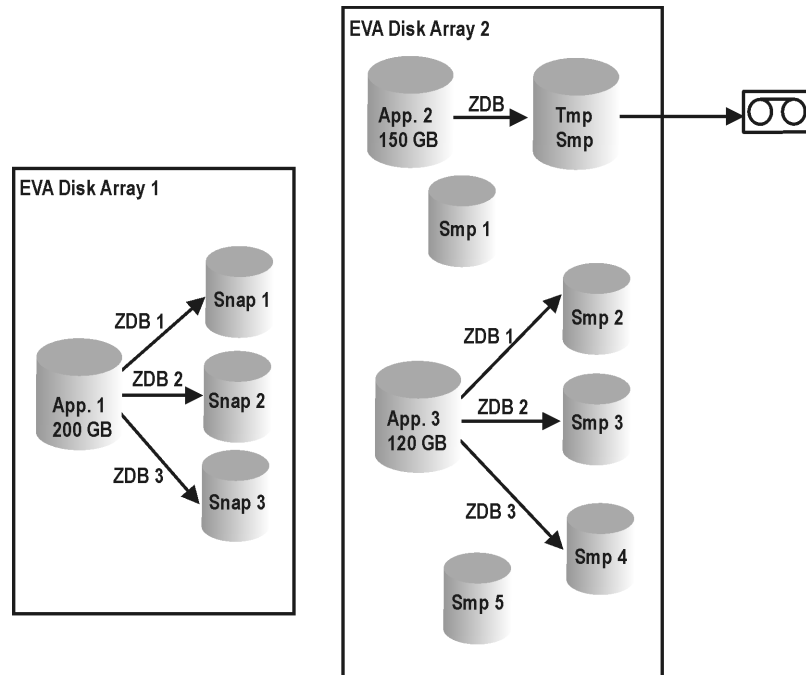 EVA Disk Array 1
App. 1
200 GB
ZDB 1
Snap 1
ZDB 2
Snap 2
ZDB 3
Snap 3
EVA Disk Array 2
App. 2
150 GB
ZDB
Tmp
Smp
Smp 1
App. 3
120 GB
ZDB 1
Smp 2
ZDB 2
Smp 3
ZDB 3
Smp 4
Smp 5